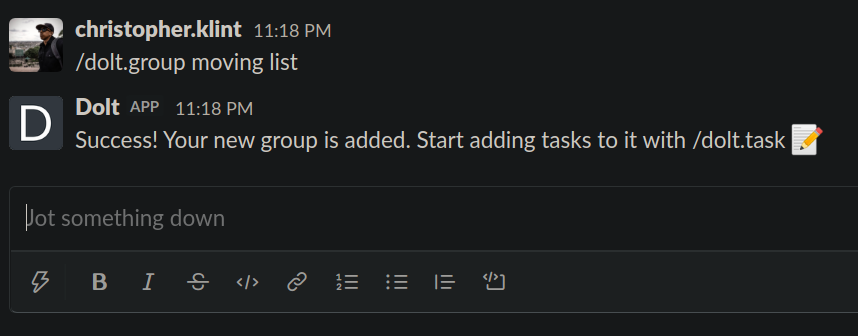 christopher.klint 11:18 PM
/dolt.group moving list
D
Dolt APP 11:18 PM
Success! Your new group is added. Start adding tasks to it with /dolt.task 📝
Jot something down
B I S </>